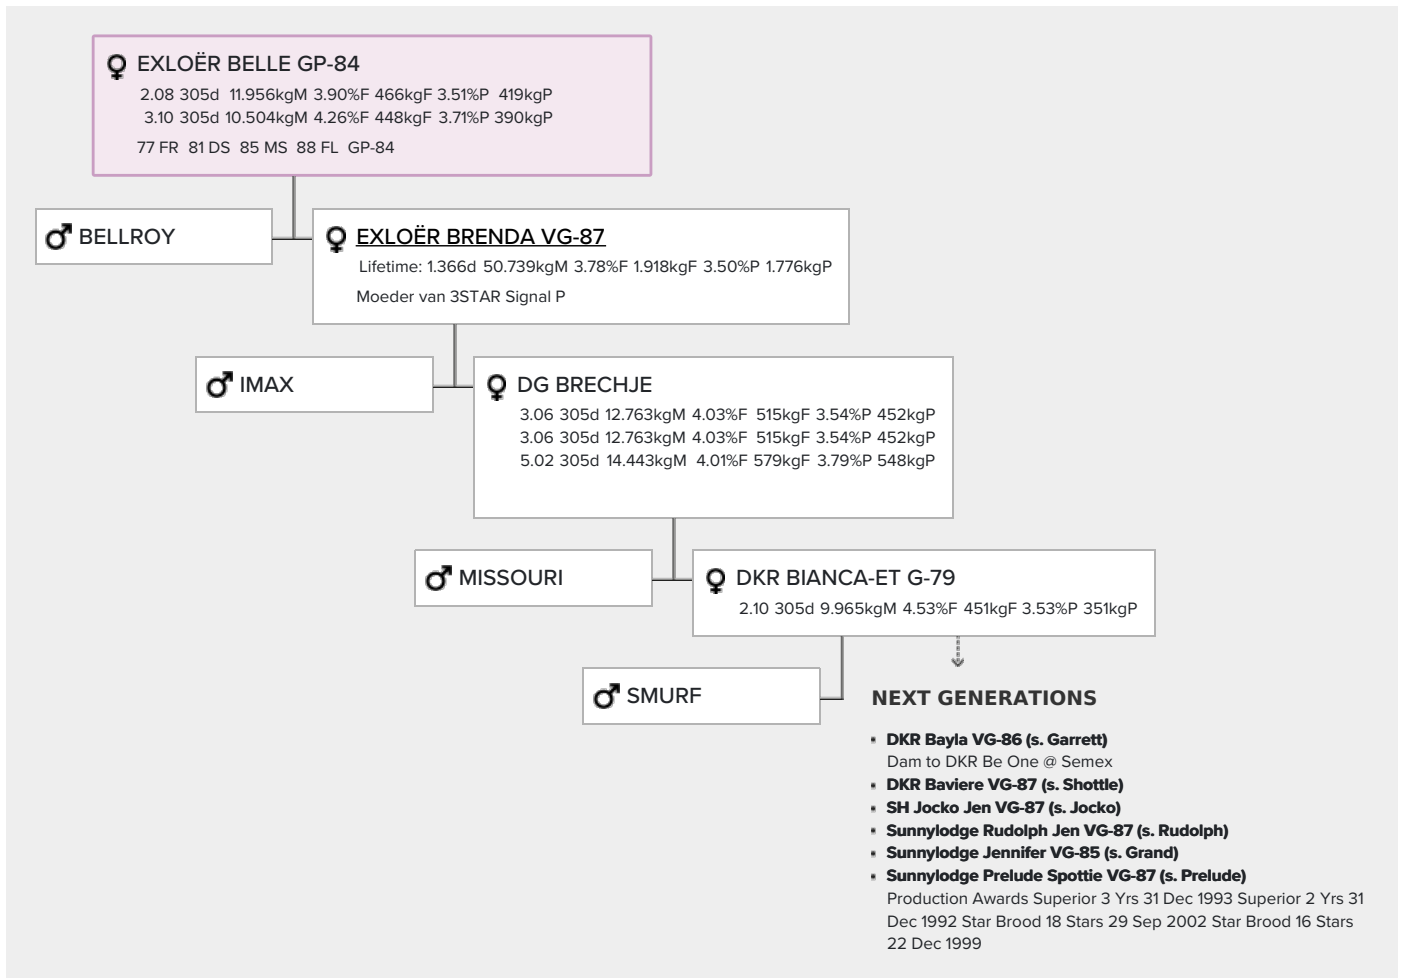 EXLOËR BELLE GP-84
2.08 305d 11.956kgM 3.90%F 466kgF 3.51%P 419kgP
3.10 305d 10.504kgM 4.26%F 448kgF 3.71%P 390kgP
77 FR 81 DS 85 MS 88 FL GP-84
BELLROY
EXLOËR BRENDA VG-87
Lifetime: 1.366d 50.739kgM 3.78%F 1.918kgF 3.50%P 1.776kgP
Moeder van 3STAR Signal P
IMAX
DG BRECHJE
3.06 305d 12.763kgM 4.03%F 515kgF 3.54%P 452kgP
3.06 305d 12.763kgM 4.03%F 515kgF 3.54%P 452kgP
5.02 305d 14.443kgM 4.01%F 579kgF 3.79%P 548kgP
MISSOURI
DKR BIANCA-ET G-79
2.10 305d 9.965kgM 4.53%F 451kgF 3.53%P 351kgP
SMURF
NEXT GENERATIONS
DKR Bayla VG-86 (s. Garrett)
Dam to DKR Be One @ Semex
DKR Baviere VG-87 (s. Shottle)
SH Jocko Jen VG-87 (s. Jocko)
Sunnylodge Rudolph Jen VG-87 (s. Rudolph)
Sunnylodge Jennifer VG-85 (s. Grand)
Sunnylodge Prelude Spottie VG-87 (s. Prelude)
Production Awards Superior 3 Yrs 31 Dec 1993 Superior 2 Yrs 31
Dec 1992 Star Brood 18 Stars 29 Sep 2002 Star Brood 16 Stars
22 Dec 1999